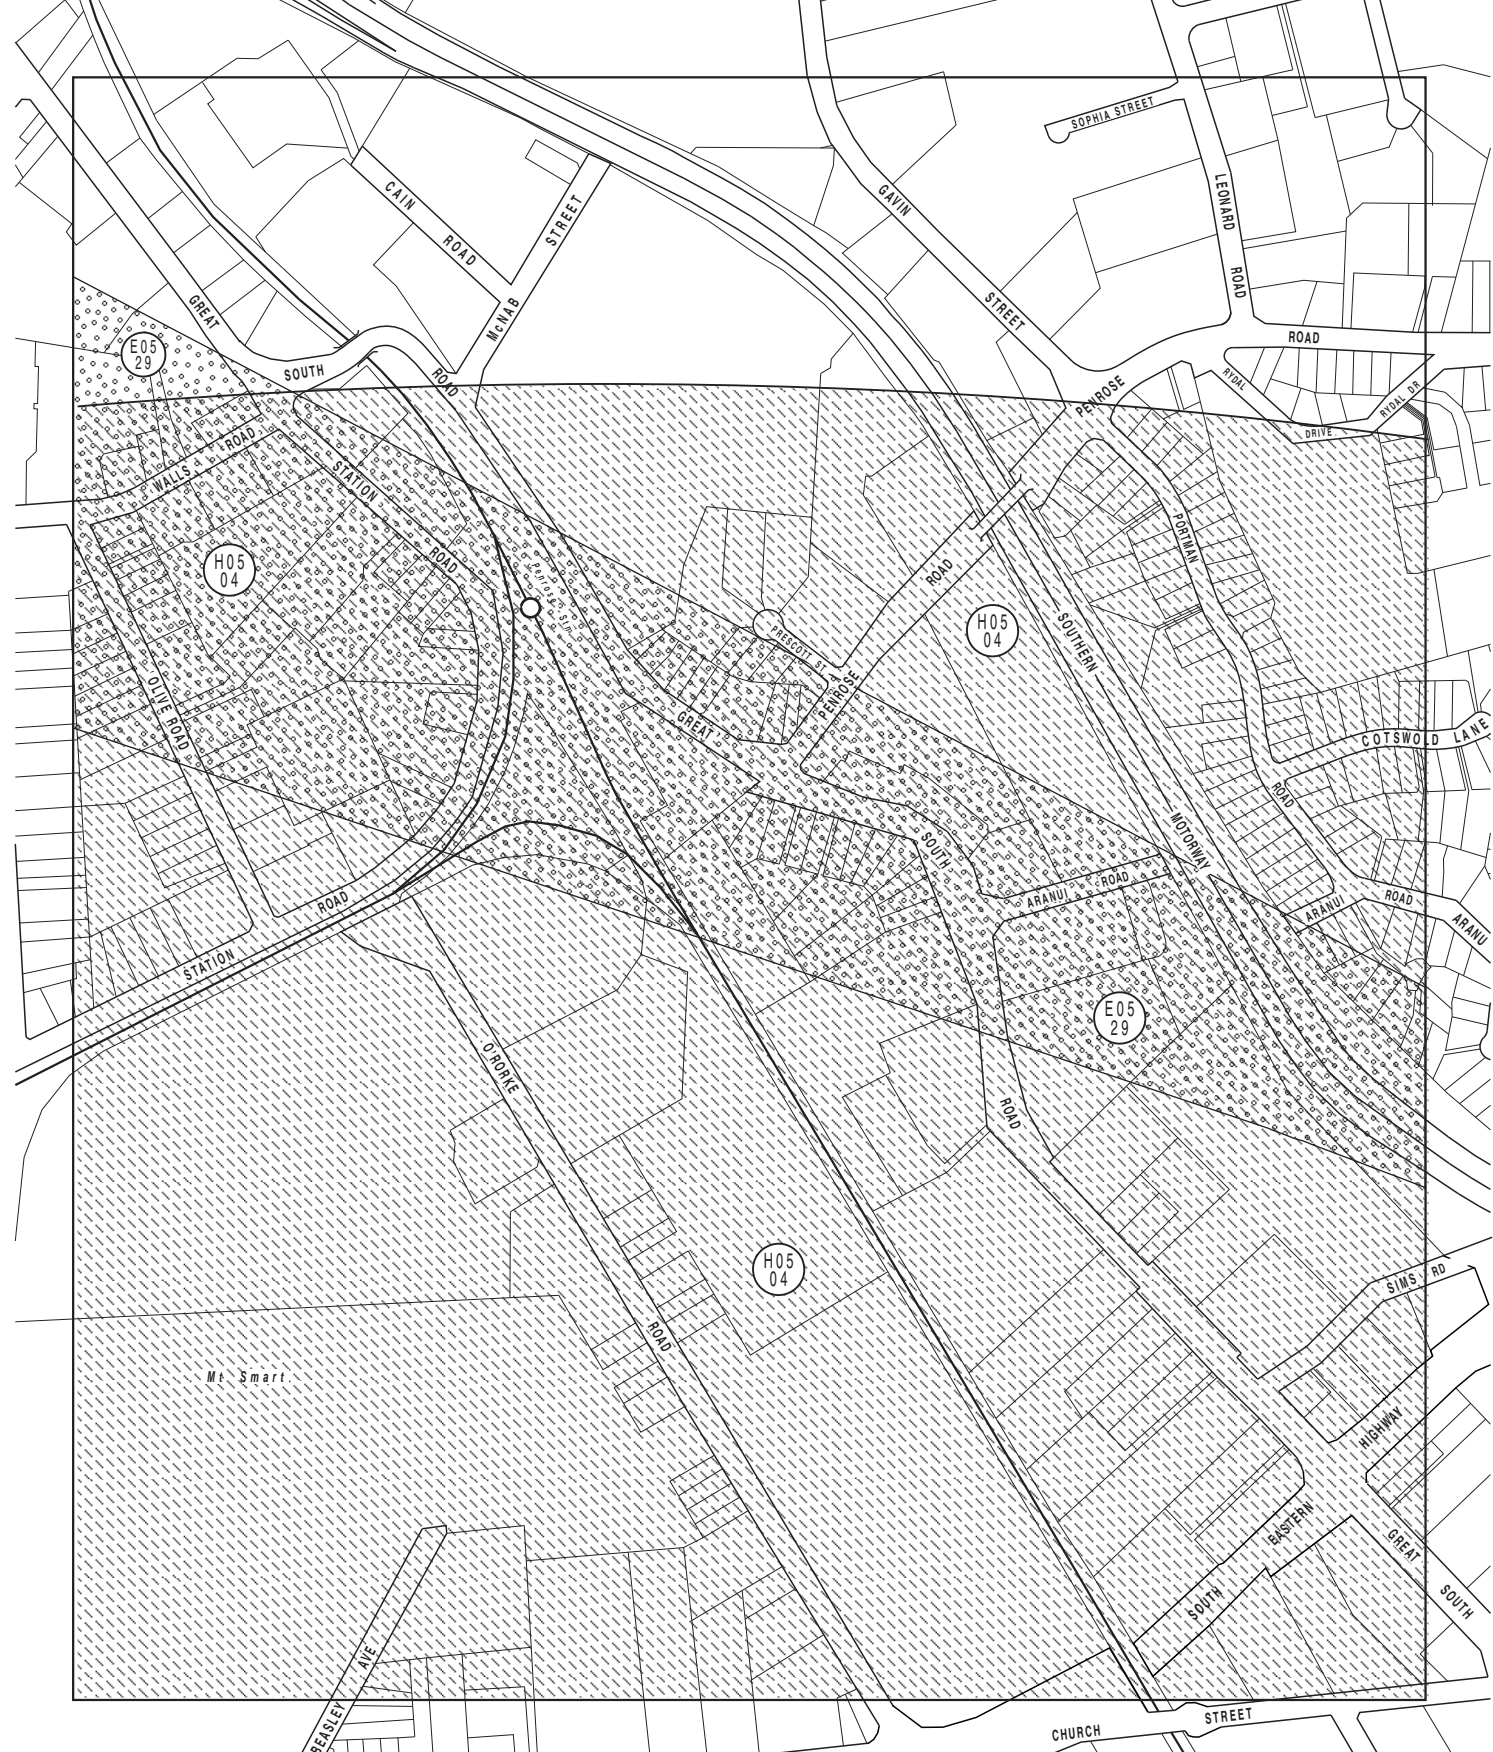 SOPHIA STREET
CAIN
ROAD
STREET
McNAB
GAVIN
STREET
LEONARD
ROAD
ROAD
GREAT
SOUTH
ROAD
E05
29
RYDAL
DRIVE
RYDAL DR
PENROSE
WALLS
ROAD
STATION
ROAD
H05
04
PORTMAN
ROAD
Penrose Stn
PRESCOTT ST
ROAD
PENROSE
H05
04
SOUTHERN
MOTORWAY
OLIVE ROAD
GREAT
SOUTH
ROAD
COTSWOLD LANE
ARANUI
ROAD
ARANUI
ROAD
ARANU
STATION
ROAD
E05
29
O'RORKE
ROAD
H05
04
SIMS RD
Mt Smart
HIGHWAY
EASTERN
SOUTH
GREAT
SOUTH
BEASLEY
AVE
CHURCH
STREET